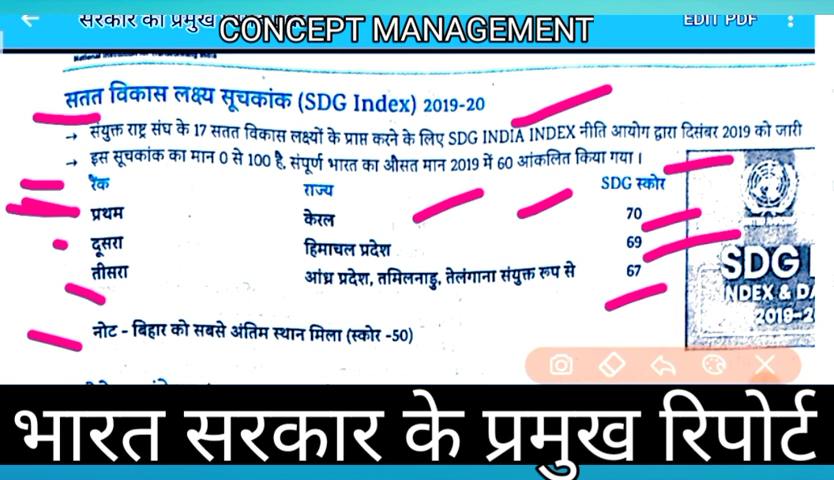 सरकार की प्रमुख
CONCEPT MANAGEMENT
EDIT PDF
सतत विकास लक्ष्य सूचकांक (SDG Index) 2019-20
→ संयुक्त राष्ट्र संघ के 17 सतत विकास लक्ष्यों के प्राप्त करने के लिए SDG INDIA INDEX नीति आयोग द्वारा दिसंबर 2019 को जारी
→ इस सूचकांक का मान 0 से 100 है, संपूर्ण भारत का औसत मान 2019 में 60 आंकलित किया गया ।
रैंक राज्य SDG स्कोर
प्रथम केरल 70
दूसरा हिमाचल प्रदेश 69
तीसरा आंध्र प्रदेश, तमिलनाडु, तेलंगाना संयुक्त रूप से 67
नोट - बिहार को सबसे अंतिम स्थान मिला (स्कोर -50)
SDG
INDEX & DA
2019-2
भारत सरकार के प्रमुख रिपोर्ट